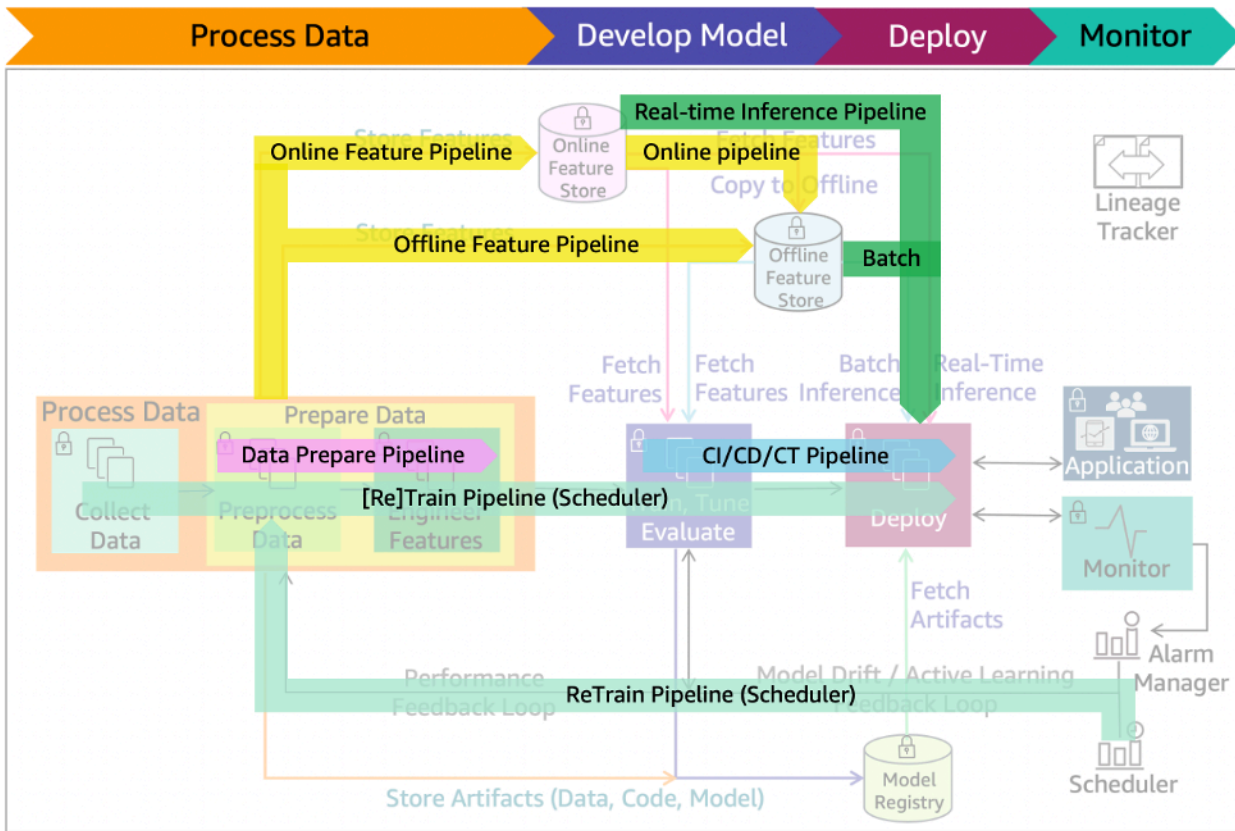 Process Data
Develop Model
Deploy
Monitor
Real-time Inference Pipeline
Store Features
Online Feature Pipeline
Online
Feature
Store
Online pipeline
Fetch Features
Copy to Offline
Lineage
Tracker
Store Features
Offline Feature Pipeline
Offline
Feature
Store
Batch
Fetch
Features
Fetch
Features
Batch
Inference
Real-Time
Inference
Process Data
Prepare Data
Data Prepare Pipeline
CI/CD/CT Pipeline
Application
[Re]Train Pipeline (Scheduler)
Collect
Data
Preprocess
Data
Engineer
Features
Train, Tune
Evaluate
Deploy
Monitor
Fetch
Artifacts
Alarm
Manager
Performance
Feedback Loop
Model Drift / Active Learning
Feedback Loop
ReTrain Pipeline (Scheduler)
Scheduler
Model
Registry
Store Artifacts (Data, Code, Model)